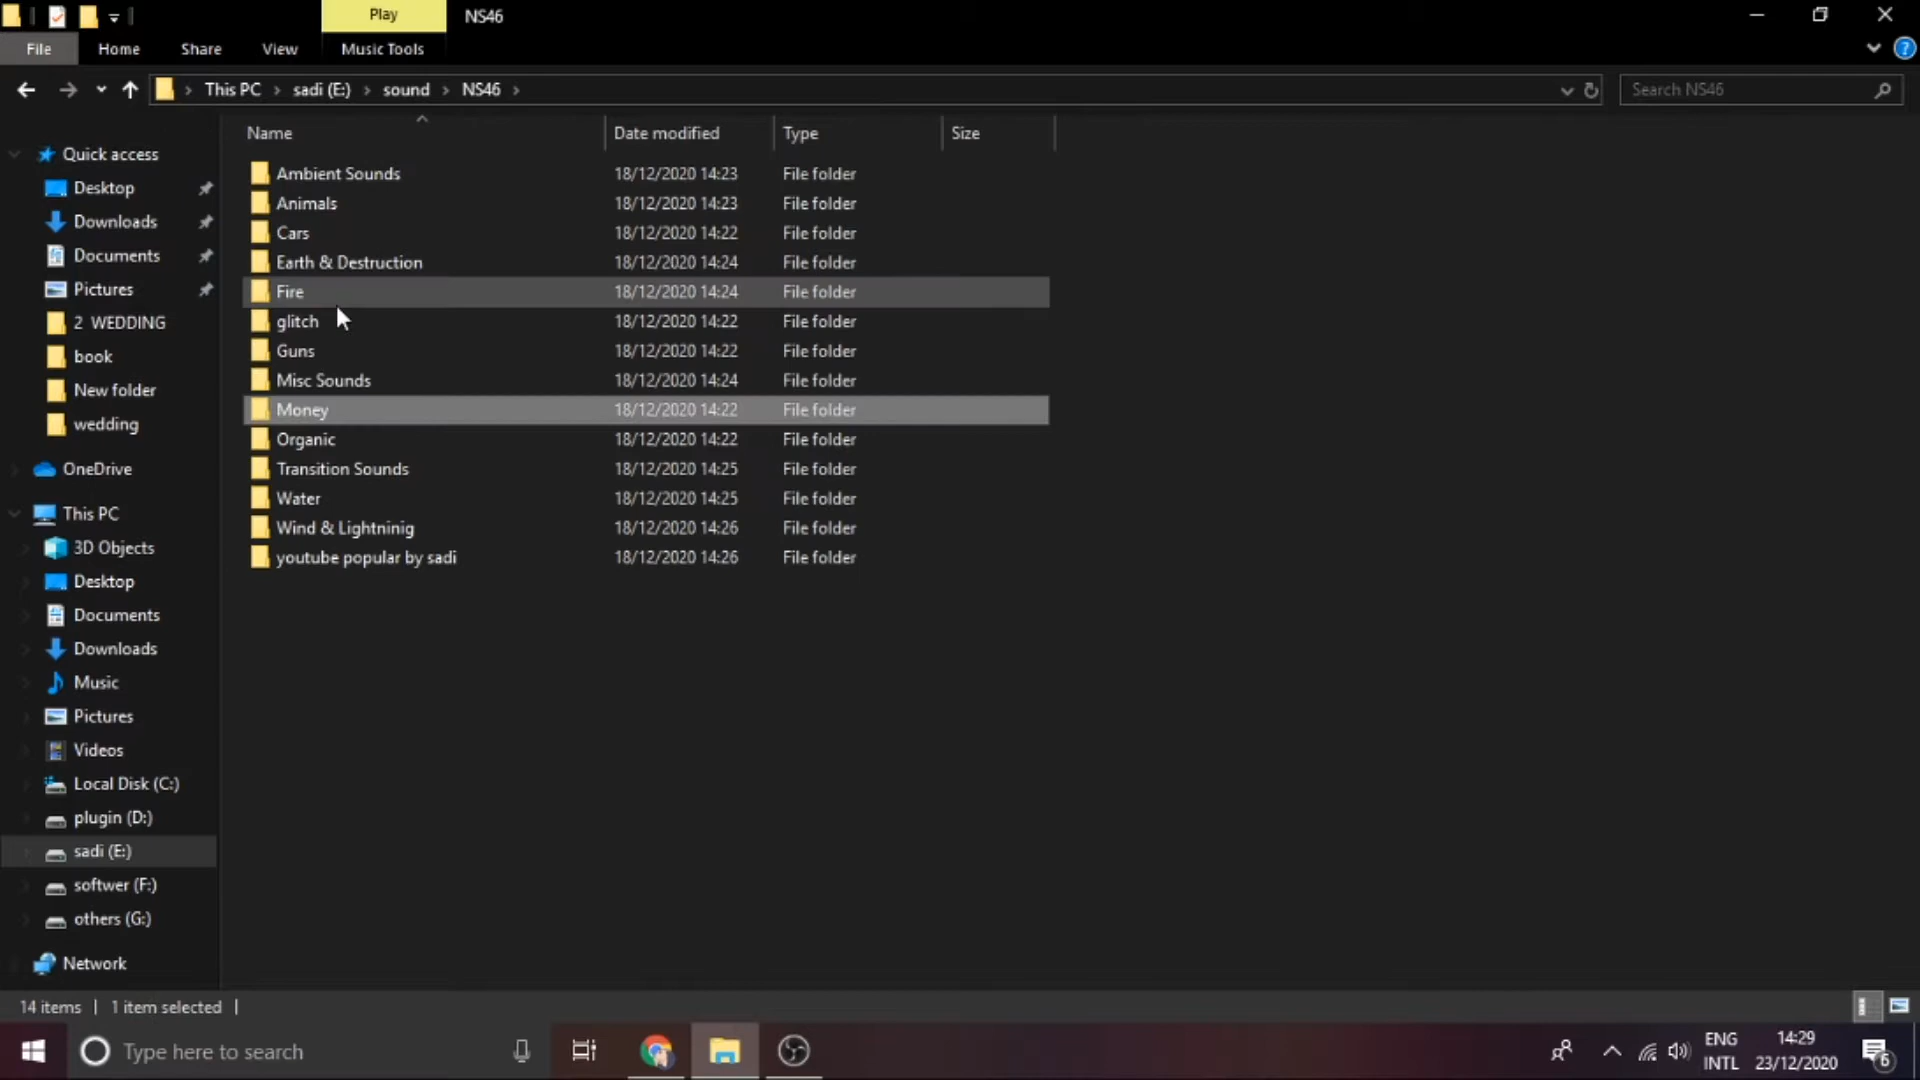 Play NS46
File Home Share View Music Tools
This PC sadi (E:) sound NS46 Search NS46
Name Date modified Type Size
Quick access
Desktop
Downloads
Documents
Pictures
2 WEDDING
book
New folder
wedding
OneDrive
This PC
3D Objects
Desktop
Documents
Downloads
Music
Pictures
Videos
Local Disk (C:)
plugin (D:)
sadi (E:)
softwer (F:)
others (G:)
Network
Ambient Sounds 18/12/2020 14:23 File folder
Animals 18/12/2020 14:23 File folder
Cars 18/12/2020 14:22 File folder
Earth & Destruction 18/12/2020 14:24 File folder
Fire 18/12/2020 14:24 File folder
glitch 18/12/2020 14:22 File folder
Guns 18/12/2020 14:22 File folder
Misc Sounds 18/12/2020 14:24 File folder
Money 18/12/2020 14:22 File folder
Organic 18/12/2020 14:22 File folder
Transition Sounds 18/12/2020 14:25 File folder
Water 18/12/2020 14:25 File folder
Wind & Lightninig 18/12/2020 14:26 File folder
youtube popular by sadi 18/12/2020 14:26 File folder
14 items 1 item selected
Type here to search
ENG
INTL
14:29
23/12/2020
6